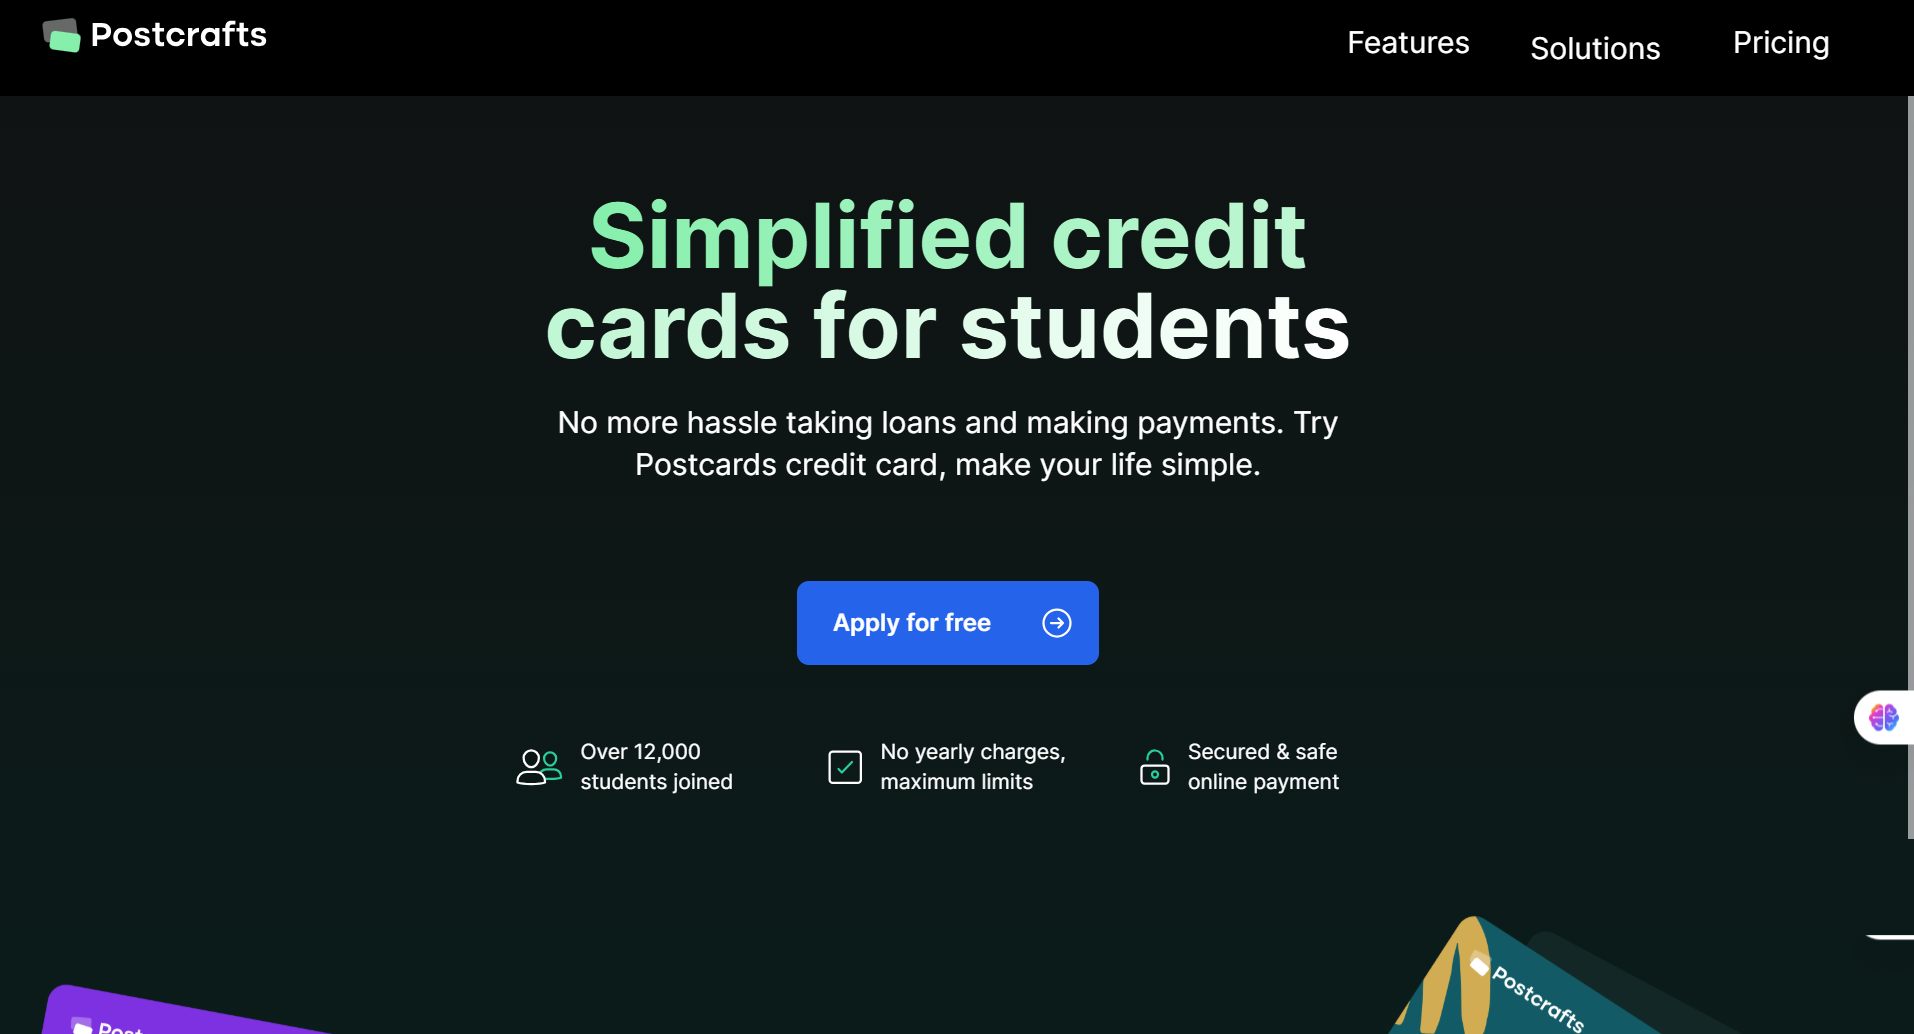 Postcrafts
Features
Solutions
Pricing
Simplified credit
cards for students
No more hassle taking loans and making payments. Try
Postcards credit card, make your life simple.
Apply for free
Over 12,000
students joined
No yearly charges,
maximum limits
Secured & safe
online payment
Postcrafts